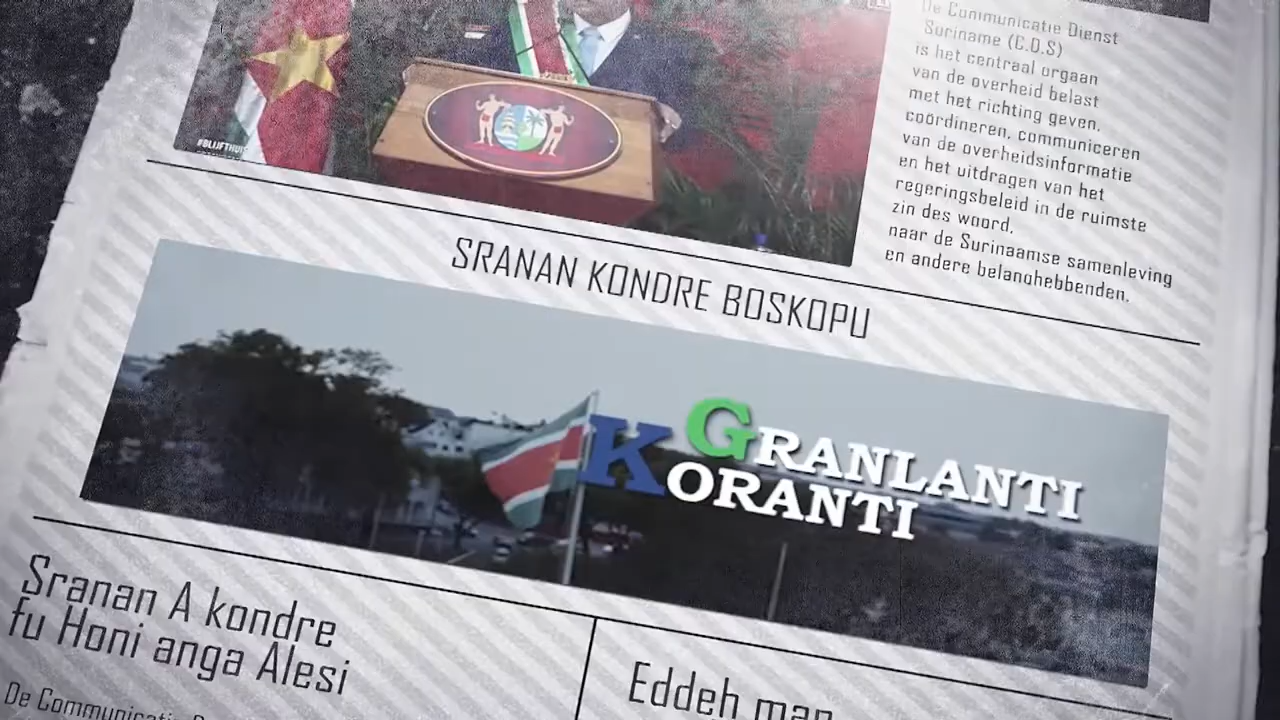 #BLIJFTHUIS
De Communicatie Dienst
Suriname (C.D.S)
is het centraal orgaan
van de overheid belast
met het richting geven,
coördineren, communiceren
van de overheidsinformatie
en het uitdragen van het
regeringsbeleid in de ruimste
zin des woord,
naar de Surinaamse samenleving
en andere belanghebbenden.
SRANAN KONDRE BOSKOPU
GRANLANTI
KORANTI
Sranan A kondre
fu Honi anga Alesi
De
Eddeh man